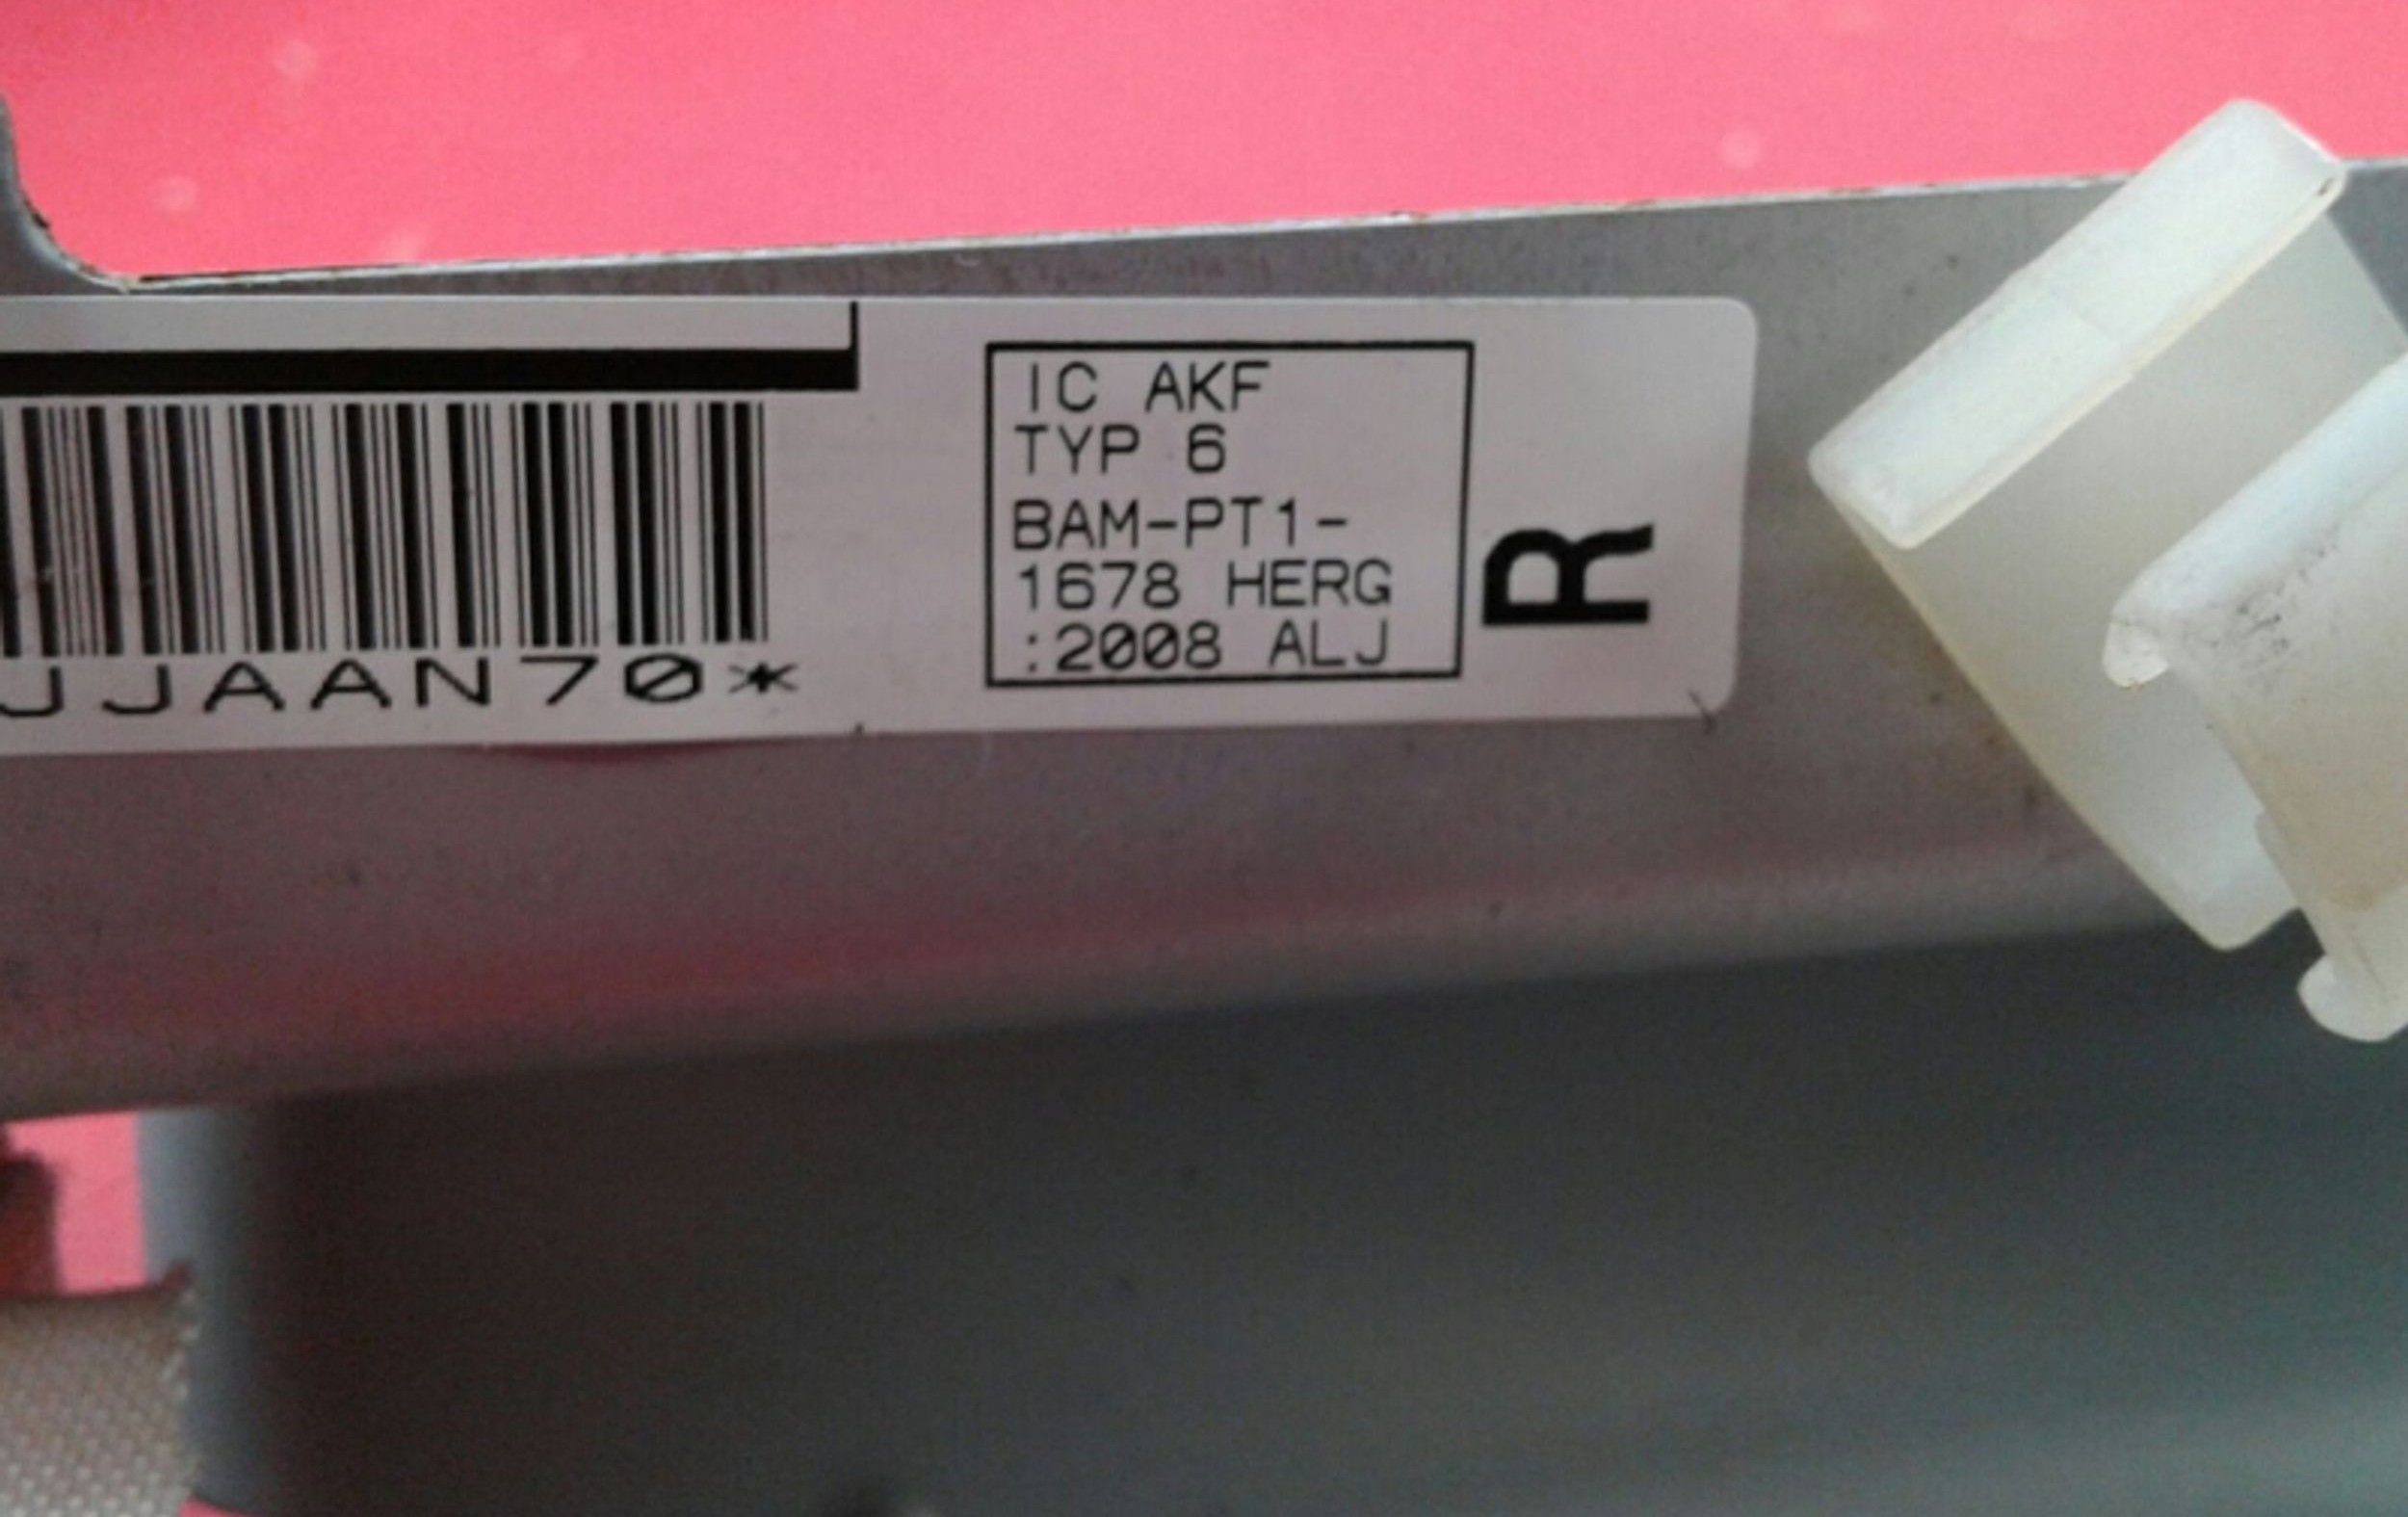 JJAAN70*
IC AKF
TYP 6
BAM-PT1-
1678 HERG
:2008 ALJ
R